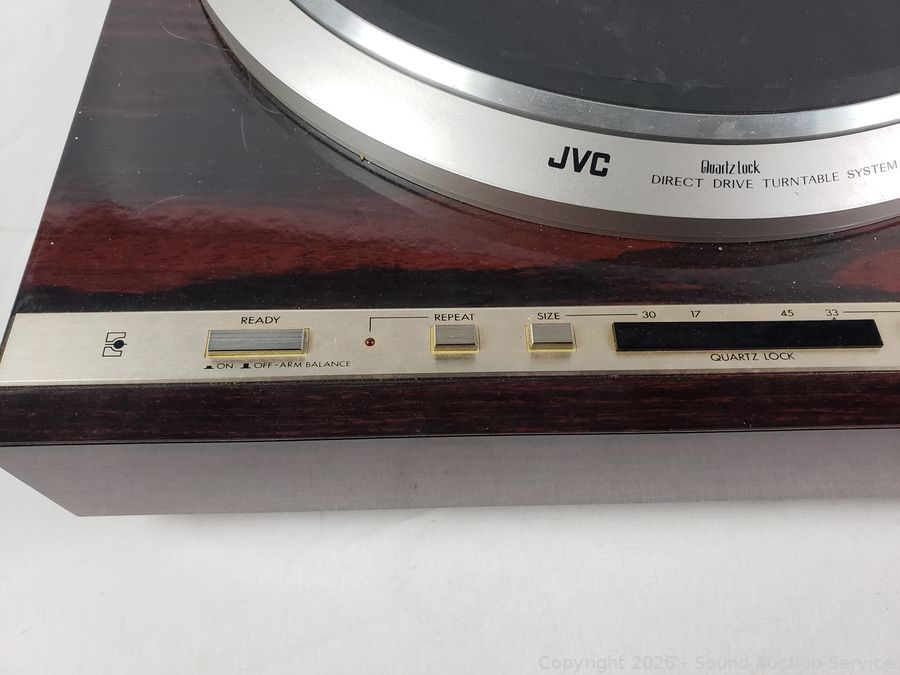 JVC
Quartz Lock
DIRECT DRIVE TURNTABLE SYSTEM
READY
REPEAT
SIZE
30 17 45 33
ON OFF-ARM BALANCE
QUARTZ LOCK
Copyright 2026 - Sound Auction Service